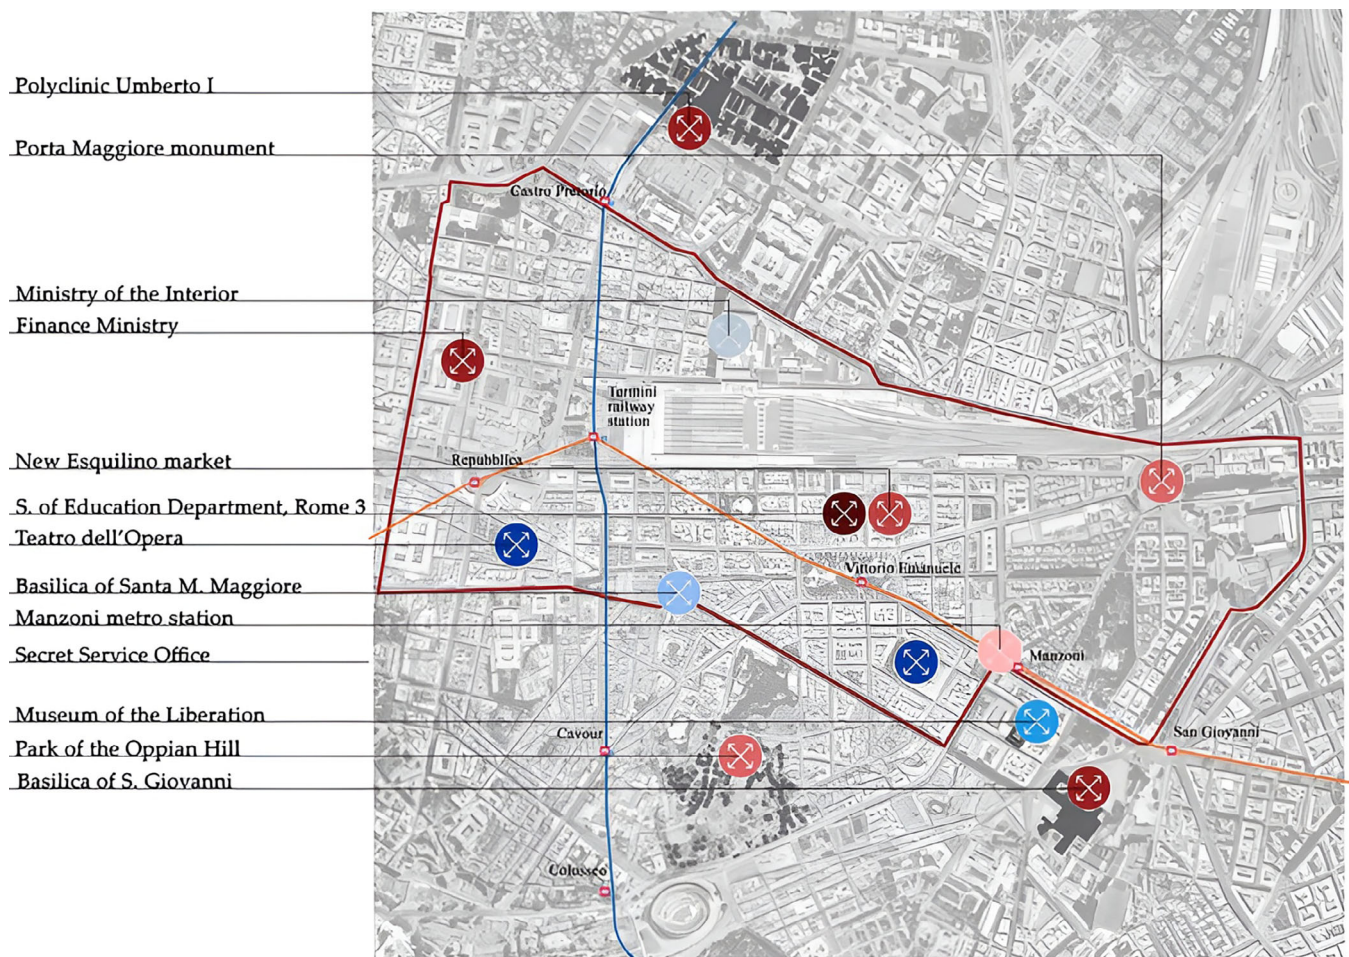 Polyclinic Umberto I
Porta Maggiore monument
Castro Pretorio
Ministry of the Interior
Finance Ministry
Termini
railway
station
Repubblica
New Esquilino market
S. of Education Department, Rome 3
Teatro dell'Opera
Vittorio Emanuele
Basilica of Santa M. Maggiore
Manzoni metro station
Secret Service Office
Manzoni
Museum of the Liberation
San Giovanni
Cavour
Park of the Oppian Hill
Basilica of S. Giovanni
Colosseo